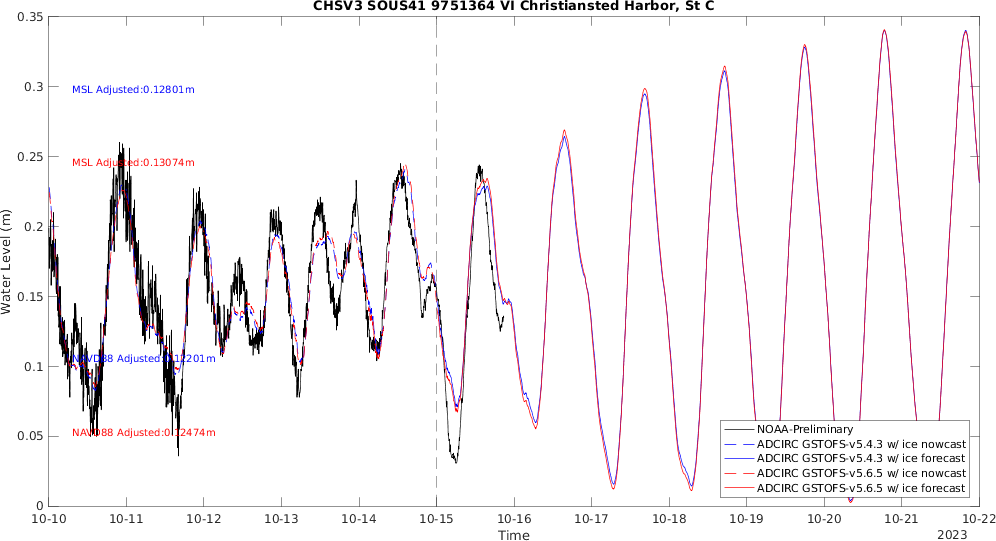 CHSV3 SOUS41 9751364 VI Christiansted Harbor, St C
Water Level (m)
0.35
0.3
0.25
0.2
0.15
0.1
0.05
0
MSL Adjusted:0.12801m
MSL Adjusted:0.13074m
NAVD88 Adjusted:0.12201m
NAVD88 Adjusted:0.12474m
NOAA-Preliminary
ADCIRC GSTOFS-v5.4.3 w/ ice nowcast
ADCIRC GSTOFS-v5.4.3 w/ ice forecast
ADCIRC GSTOFS-v5.6.5 w/ ice nowcast
ADCIRC GSTOFS-v5.6.5 w/ ice forecast
10-10 10-11 10-12 10-13 10-14 10-15 10-16 10-17 10-18 10-19 10-20 10-21 10-22
Time
2023